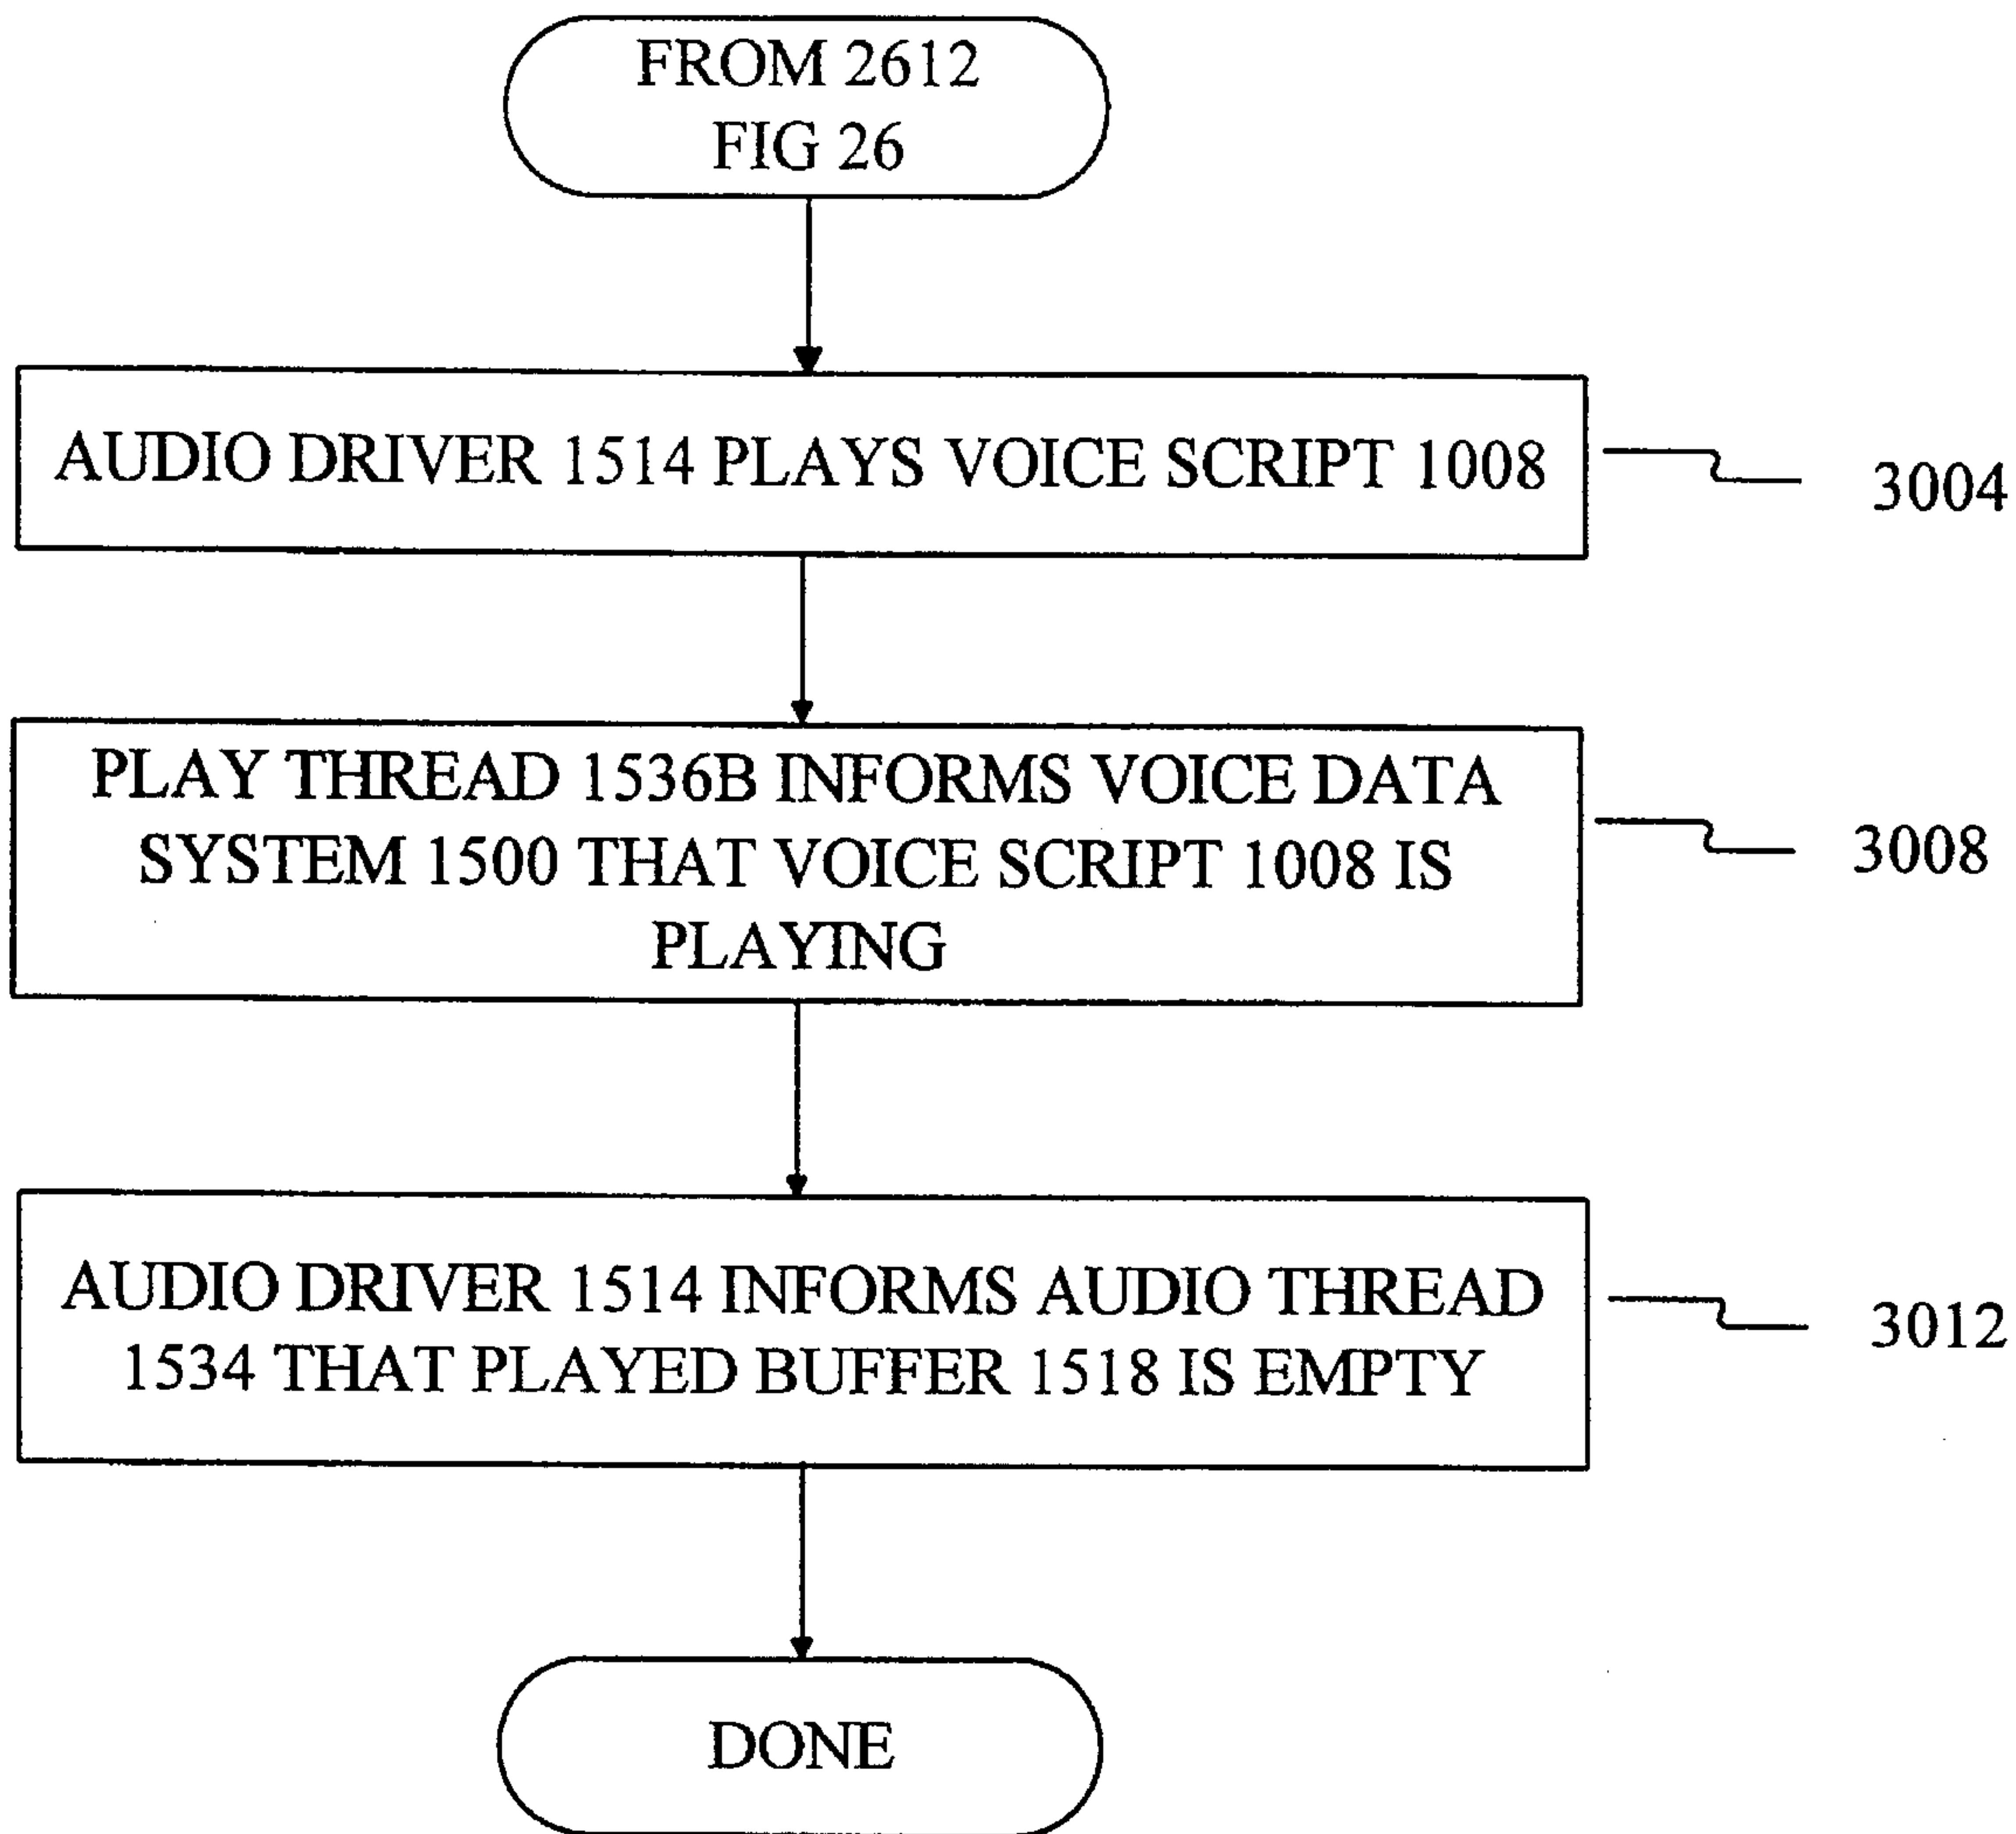 FROM 2612
FIG 26
AUDIO DRIVER 1514 PLAYS VOICE SCRIPT 1008
3004
PLAY THREAD 1536B INFORMS VOICE DATA
SYSTEM 1500 THAT VOICE SCRIPT 1008 IS
PLAYING
3008
AUDIO DRIVER 1514 INFORMS AUDIO THREAD
1534 THAT PLAYED BUFFER 1518 IS EMPTY
3012
DONE